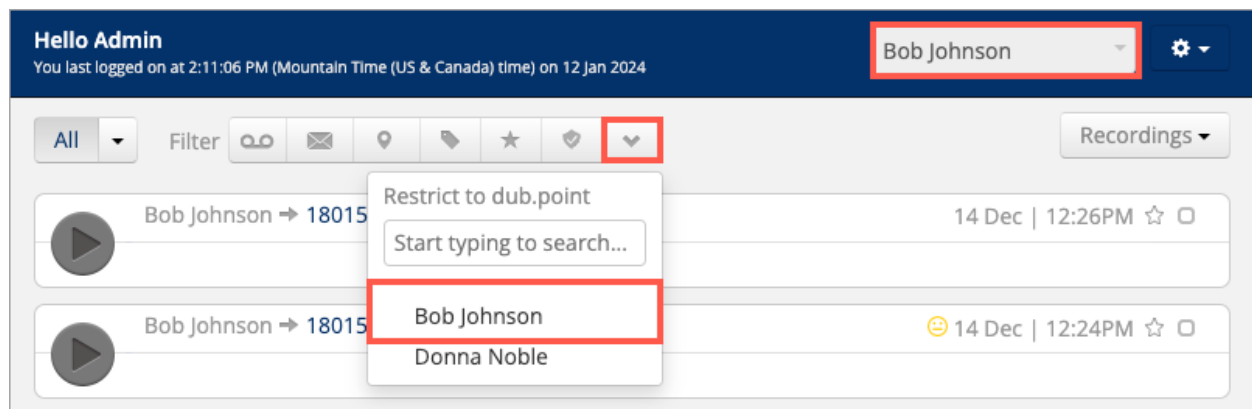 Hello Admin
You last logged on at 2:11:06 PM (Mountain Time (US & Canada) time) on 12 Jan 2024
Bob Johnson
All
Filter
Recordings
Restrict to dub.point
Start typing to search...
Bob Johnson
Donna Noble
Bob Johnson ➔ 18015
14 Dec | 12:26PM
Bob Johnson ➔ 18015
14 Dec | 12:24PM